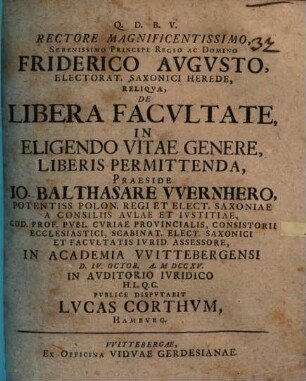 Q. D. B. V.
RECTORE MAGNIFICENTISSIMO,
SERENISSIMO PRINCIPE REGIO AC DOMINO
32
FRIDERICO AVGVSTO,
ELECTORAT. SAXONICI HEREDE,
RELIQVA,
DE
LIBERA FACVLTATE,
IN
ELIGENDO VITAE GENERE,
LIBERIS PERMITTENDA,
PRAESIDE
IO. BALTHASARE VVERNHERO,
POTENTISS POLON. REGI ET ELECT. SAXONIAE
A CONSILIIS AVLAE ET IVSTITIAE,
COD. PROF. PVBL. CVRIAE PROVINCIALIS, CONSISTORII
ECCLESIASTICI, SCABINAT. ELECT. SAXONICI
ET FACVLTATIS IVRID. ASSESSORE,
IN ACADEMIA VVITTEBERGENSI
D. IV. OCTOR. A. M DCCXV.
IN AVDITORIO IVRIDICO
H. L. Q. C.
PVBLICE DISPVTABIT
LVCAS CORTHVM,
HAMBVRG.
VVITTEBERGAE,
EX OFFICINA VIDVAE GERDESIANAE.